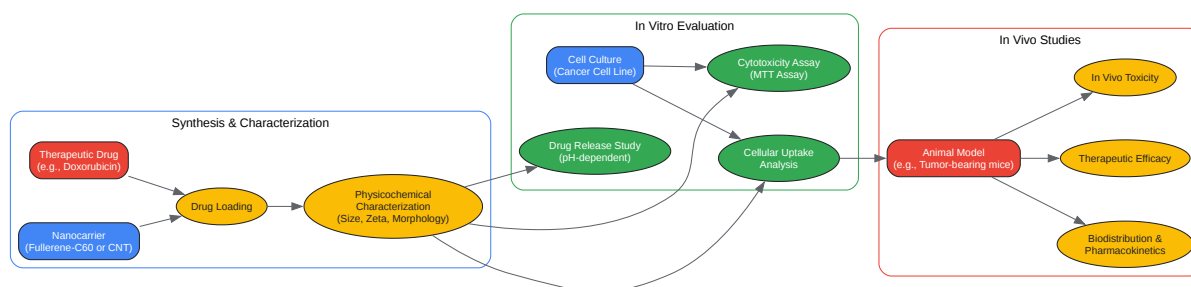 Synthesis & Characterization
Therapeutic Drug
(e.g., Doxorubicin)
Nanocarrier
(Fullerene-C60 or CNT)
Drug Loading
Physicochemical
Characterization
(Size, Zeta, Morphology)
In Vitro Evaluation
Cell Culture
(Cancer Cell Line)
Cytotoxicity Assay
(MTT Assay)
Drug Release Study
(pH-dependent)
Cellular Uptake
Analysis
In Vivo Studies
Animal Model
(e.g., Tumor-bearing mice)
In Vivo Toxicity
Therapeutic Efficacy
Biodistribution &
Pharmacokinetics